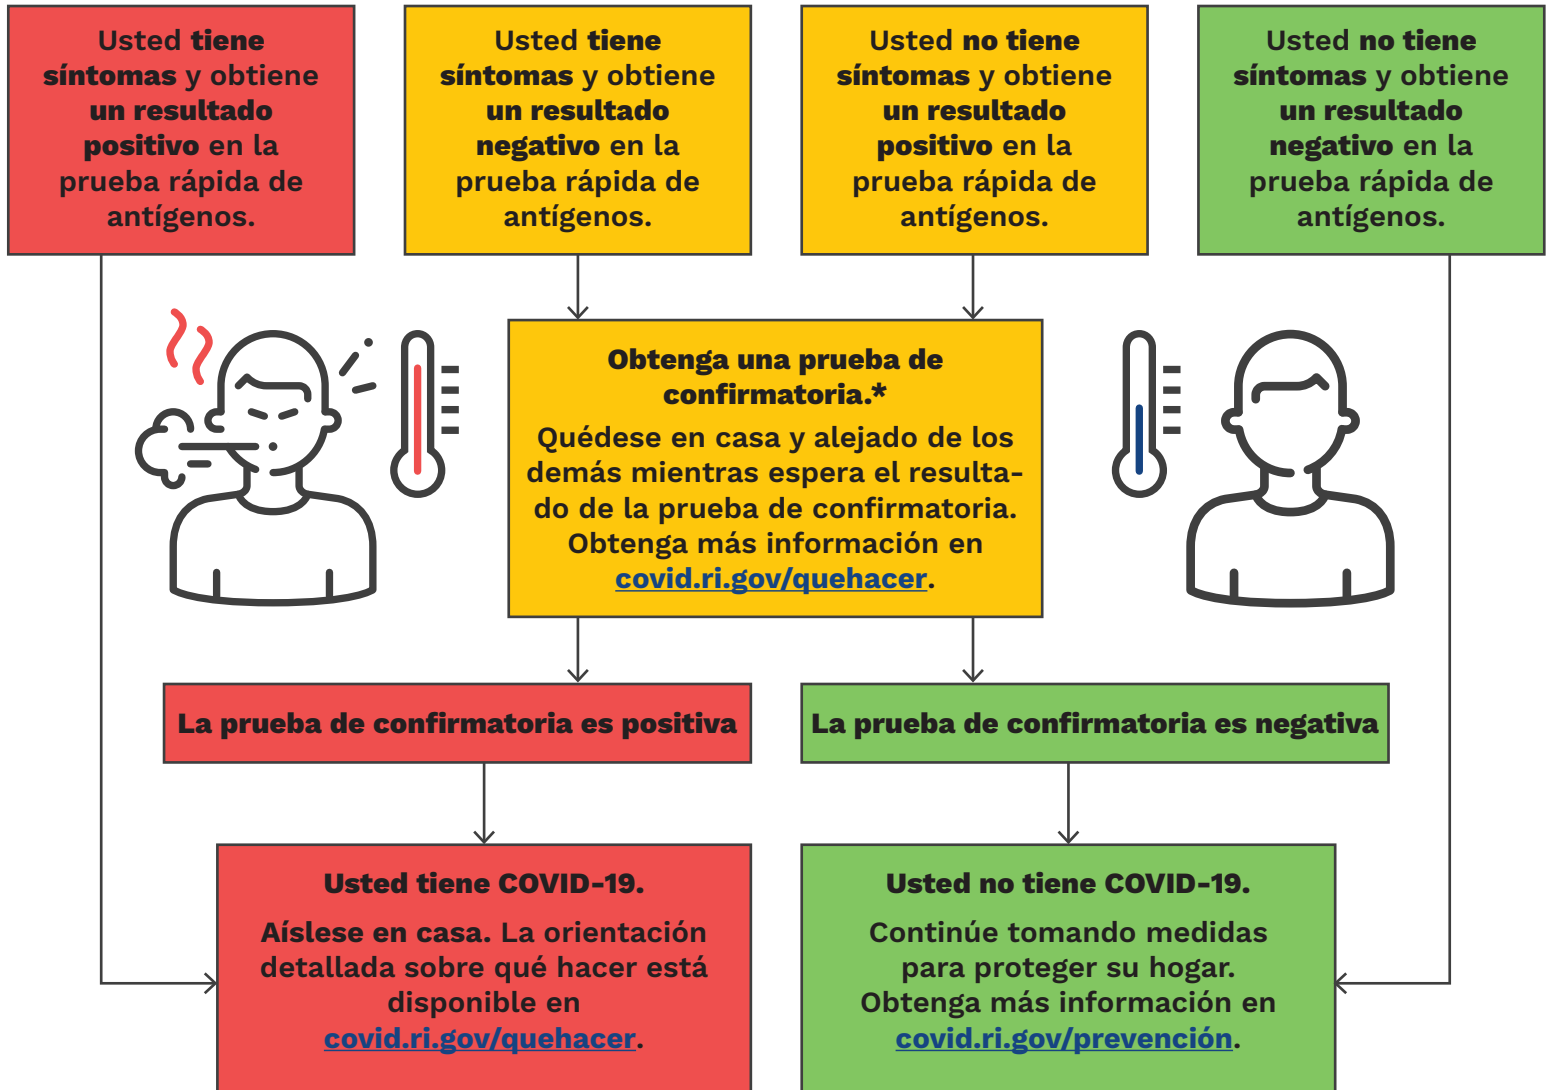 Usted tiene
síntomas y obtiene
un resultado
positivo en la
prueba rápida de
antígenos.
Usted tiene
síntomas y obtiene
un resultado
negativo en la
prueba rápida de
antígenos.
Usted no tiene
síntomas y obtiene
un resultado
positivo en la
prueba rápida de
antígenos.
Usted no tiene
síntomas y obtiene
un resultado
negativo en la
prueba rápida de
antígenos.
Obtenga una prueba de
confirmatoria.*
Quédese en casa y alejado de los
demás mientras espera el resulta-
do de la prueba de confirmatoria.
Obtenga más información en
covid.ri.gov/quehacer.
La prueba de confirmatoria es positiva
La prueba de confirmatoria es negativa
Usted tiene COVID-19.
Aíslese en casa. La orientación
detallada sobre qué hacer está
disponible en
covid.ri.gov/quehacer.
Usted no tiene COVID-19.
Continúe tomando medidas
para proteger su hogar.
Obtenga más información en
covid.ri.gov/prevención.